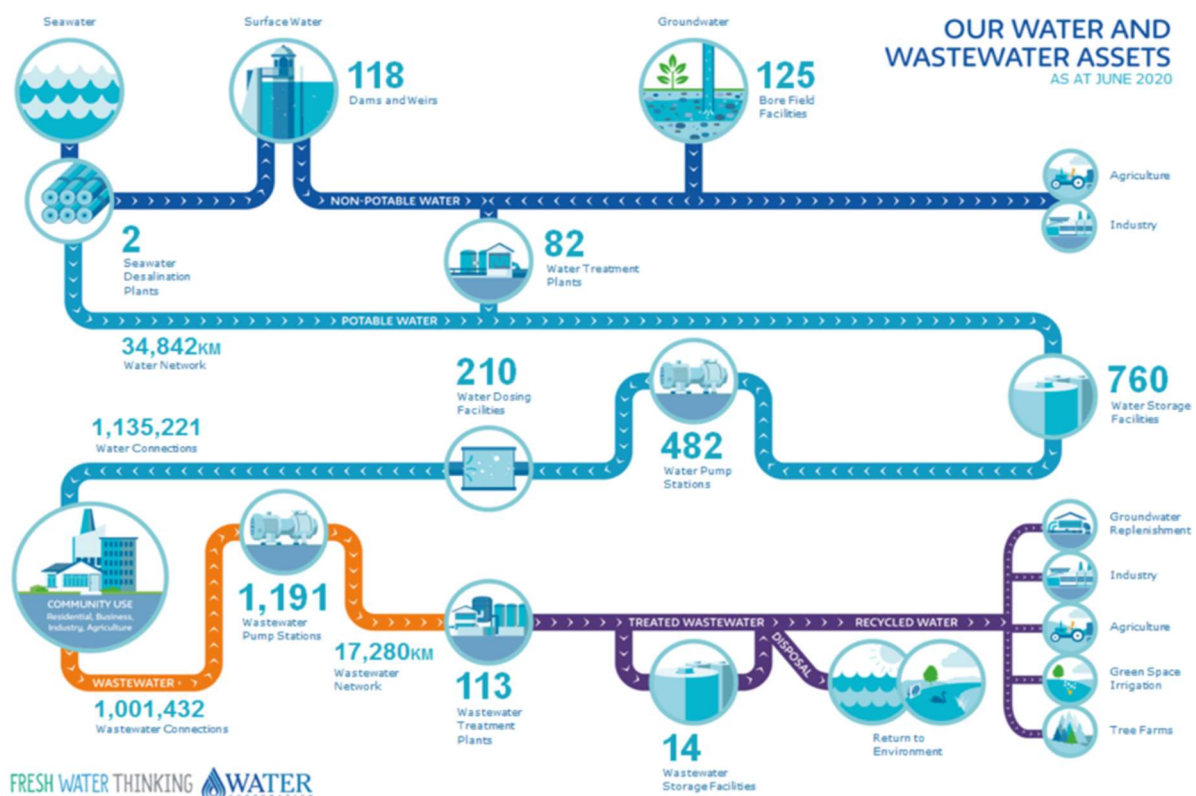 Seawater
Surface Water
Groundwater
OUR WATER AND
WASTEWATER ASSETS
AS AT JUNE 2020
118
Dams and Weirs
125
Bore Field
Facilities
Agriculture
Industry
NON-POTABLE WATER
2
Seawater
Desalination
Plants
82
Water Treatment
Plants
POTABLE WATER
34,842KM
Water Network
210
Water Dosing
Facilities
482
Water Pump
Stations
760
Water Storage
Facilities
1,135,221
Water Connections
COMMUNITY USE
Residential, Business,
Industry, Agriculture
WASTEWATER
1,001,432
Wastewater Connections
1,191
Wastewater
Pump Stations
17,280KM
Wastewater
Network
113
Wastewater
Treatment
Plants
TREATED WASTEWATER
RECYCLED WATER
DISPOSAL
14
Wastewater
Storage Facilities
Return to
Environment
Groundwater
Replenishment
Industry
Agriculture
Green Space
Irrigation
Tree Farms
FRESH WATER THINKING
WATER